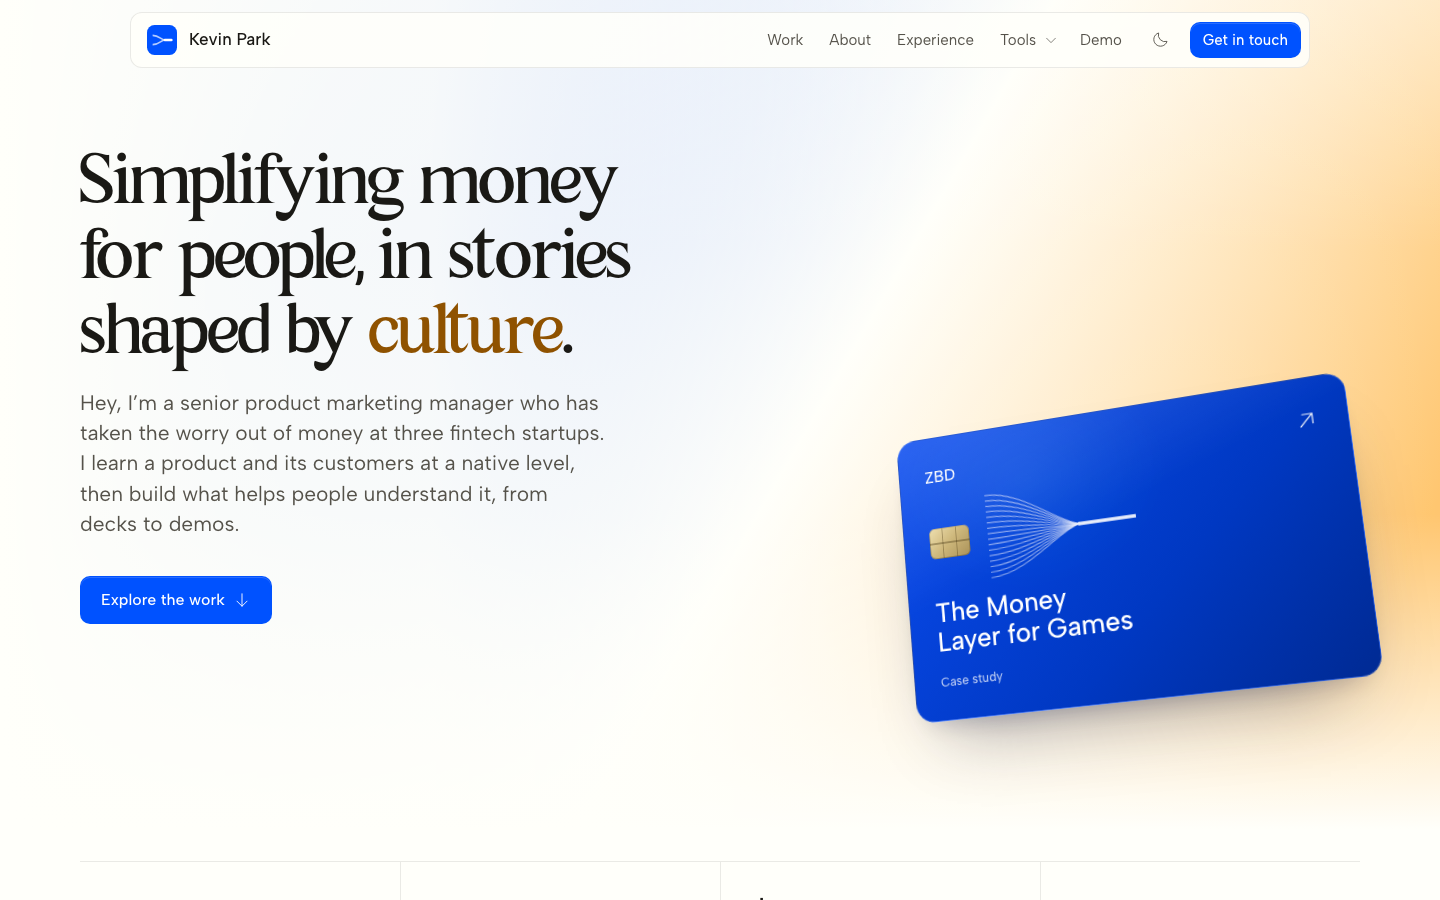 Kevin Park
Work
About
Experience
Tools
Demo
Get in touch
Simplifying money
for people, in stories
shaped by culture.
Hey, I’m a senior product marketing manager who has
taken the worry out of money at three fintech startups.
I learn a product and its customers at a native level,
then build what helps people understand it, from
decks to demos.
Explore the work
ZBD
The Money
Layer for Games
Case study